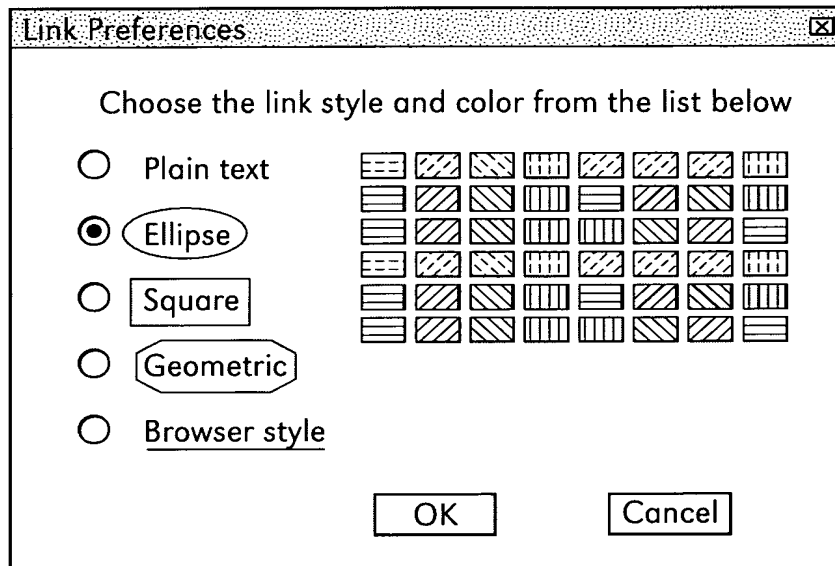 Link Preferences
Choose the link style and color from the list below
Plain text
Ellipse
Square
Geometric
Browser style
OK
Cancel